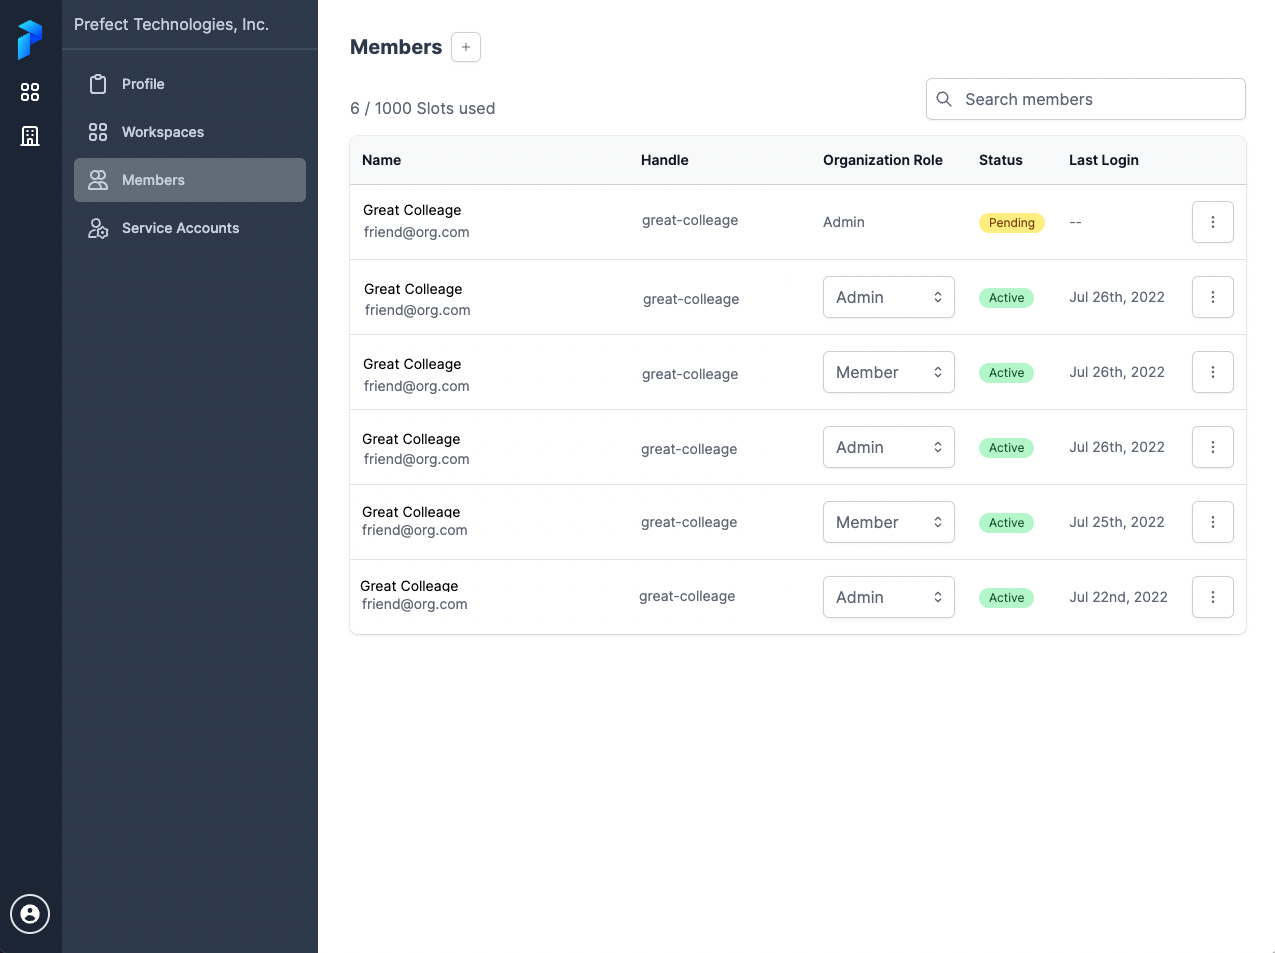 Prefect Technologies, Inc.
Profile
Workspaces
Members
Service Accounts
Members +
6 / 1000 Slots used
Search members
Name Handle Organization Role Status Last Login
Great Colleage
friend@org.com
great-colleage Admin Pending --
Great Colleage
friend@org.com
great-colleage Admin Active Jul 26th, 2022
Great Colleage
friend@org.com
great-colleage Member Active Jul 26th, 2022
Great Colleage
friend@org.com
great-colleage Admin Active Jul 26th, 2022
Great Colleage
friend@org.com
great-colleage Member Active Jul 25th, 2022
Great Colleage
friend@org.com
great-colleage Admin Active Jul 22nd, 2022